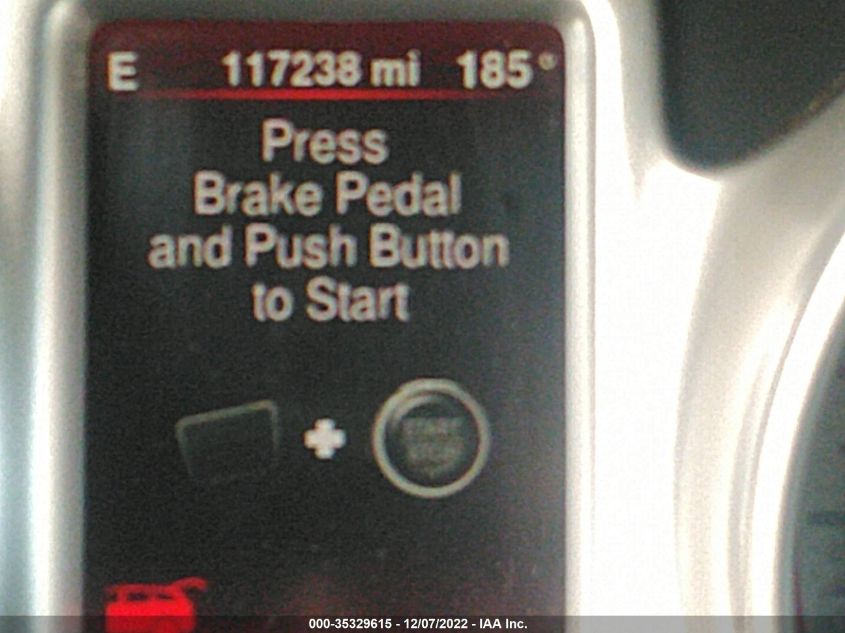 E 117238 mi 185°
Press
Brake Pedal
and Push Button
to Start
000-35329615 - 12/07/2022 - IAA Inc.